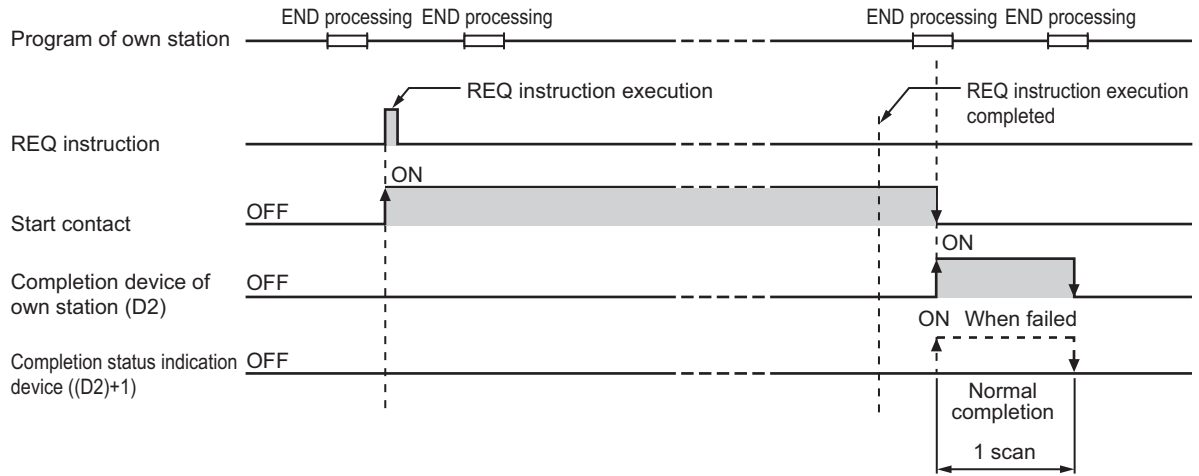 END processing END processing END processing END processing
Program of own station
REQ instruction execution
REQ instruction execution
completed
REQ instruction
ON
Start contact
OFF
ON
Completion device of
own station (D2)
OFF
ON When failed
Completion status indication
device ((D2)+1)
OFF
Normal
completion
1 scan